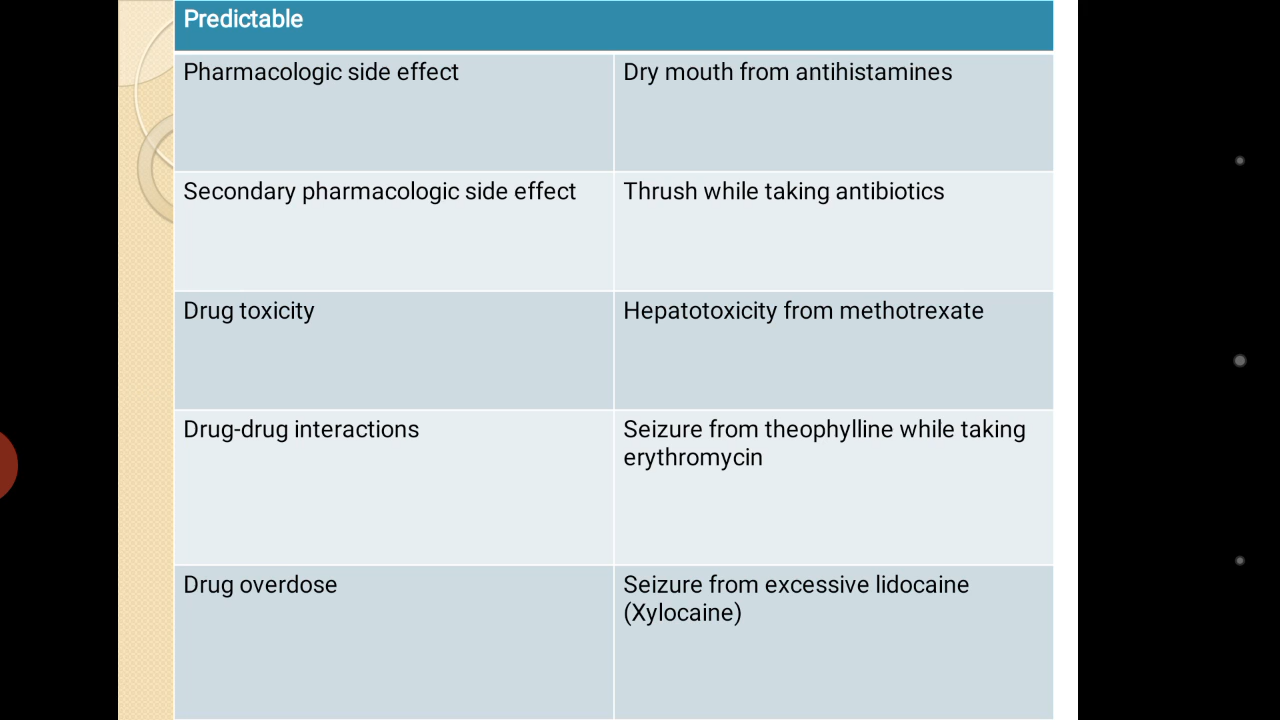 Predictable
Pharmacologic side effect
Dry mouth from antihistamines
Secondary pharmacologic side effect
Thrush while taking antibiotics
Drug toxicity
Hepatotoxicity from methotrexate
Drug-drug interactions
Seizure from theophylline while taking
erythromycin
Drug overdose
Seizure from excessive lidocaine
(Xylocaine)